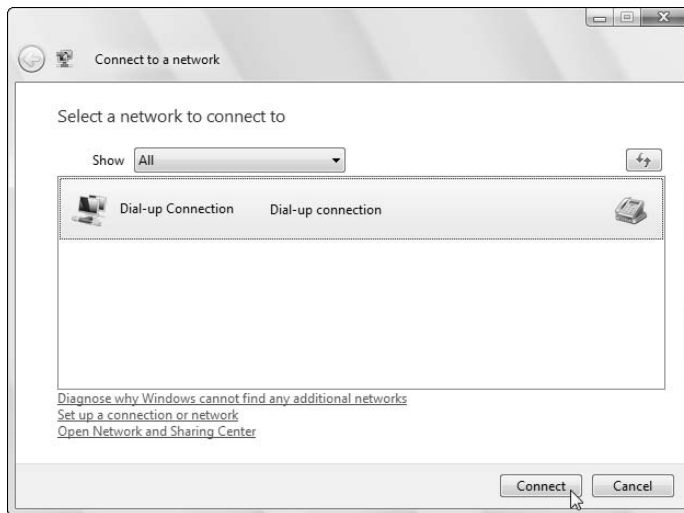 Connect to a network
Select a network to connect to
Show All
Dial-up Connection Dial-up connection
Diagnose why Windows cannot find any additional networks
Set up a connection or network
Open Network and Sharing Center
Connect Cancel